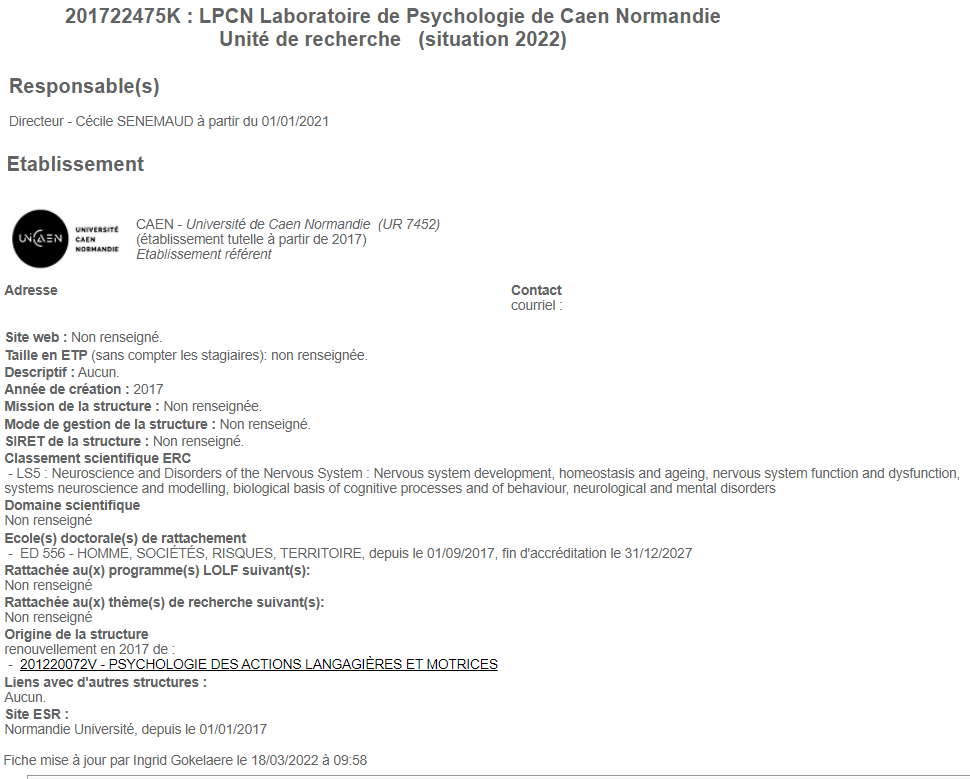 201722475K : LPCN Laboratoire de Psychologie de Caen Normandie
Unité de recherche (situation 2022)
Responsable(s)
Directeur - Cécile SENEMAUD à partir du 01/01/2021
Etablissement
UNICAEN
UNIVERSITÉ
CAEN
NORMANDIE
CAEN - Université de Caen Normandie (UR 7452)
(établissement tutelle à partir de 2017)
Etablissement référent
Adresse
Contact
courriel :
Site web : Non renseigné.
Taille en ETP (sans compter les stagiaires): non renseignée.
Descriptif : Aucun.
Année de création : 2017
Mission de la structure : Non renseignée.
Mode de gestion de la structure : Non renseigné.
SIRET de la structure : Non renseigné.
Classement scientifique ERC
- LS5 : Neuroscience and Disorders of the Nervous System : Nervous system development, homeostasis and ageing, nervous system function and dysfunction,
systems neuroscience and modelling, biological basis of cognitive processes and of behaviour, neurological and mental disorders
Domaine scientifique
Non renseigné
Ecole(s) doctorale(s) de rattachement
- ED 556 - HOMME, SOCIÉTÉS, RISQUES, TERRITOIRE, depuis le 01/09/2017, fin d'accréditation le 31/12/2027
Rattachée au(x) programme(s) LOLF suivant(s):
Non renseigné
Rattachée au(x) thème(s) de recherche suivant(s):
Non renseigné
Origine de la structure
renouvellement en 2017 de :
- 201220072V - PSYCHOLOGIE DES ACTIONS LANGAGIÈRES ET MOTRICES
Liens avec d'autres structures :
Aucun.
Site ESR :
Normandie Université, depuis le 01/01/2017
Fiche mise à jour par Ingrid Gokelaere le 18/03/2022 à 09:58